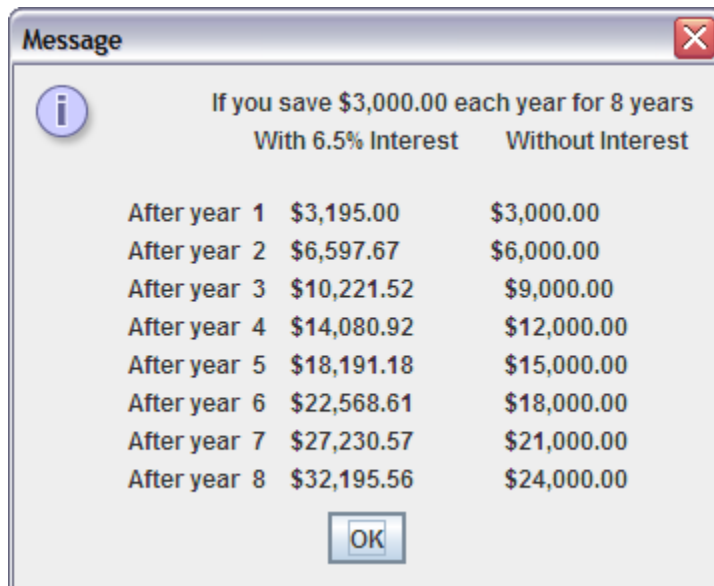 Message
i
If you save $3,000.00 each year for 8 years
With 6.5% Interest Without Interest
After year 1 $3,195.00 $3,000.00
After year 2 $6,597.67 $6,000.00
After year 3 $10,221.52 $9,000.00
After year 4 $14,080.92 $12,000.00
After year 5 $18,191.18 $15,000.00
After year 6 $22,568.61 $18,000.00
After year 7 $27,230.57 $21,000.00
After year 8 $32,195.56 $24,000.00
OK